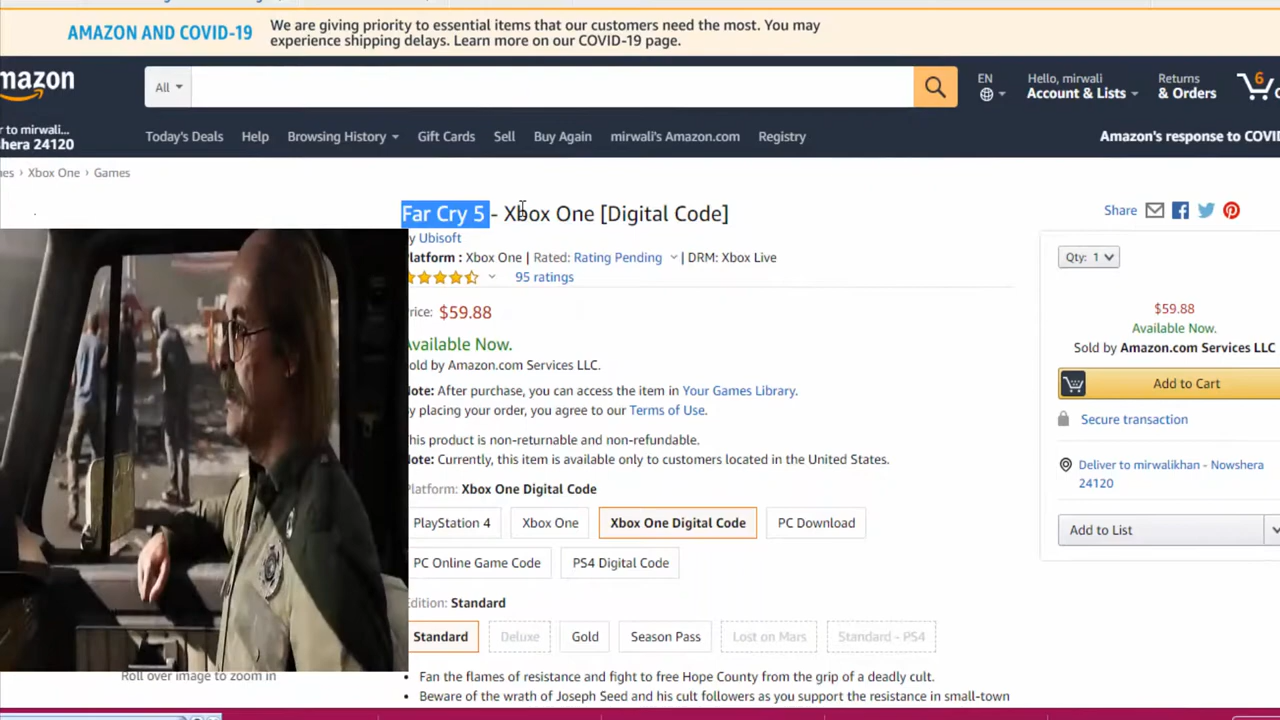 AMAZON AND COVID-19
We are giving priority to essential items that our customers need the most. You may
experience shipping delays. Learn more on our COVID-19 page.
mazon
All
EN
Hello, mirwali
Account & Lists
Returns
& Orders
6
to mirwali...
hera 24120
Today's Deals
Help
Browsing History
Gift Cards
Sell
Buy Again
mirwali's Amazon.com
Registry
Amazon's response to COVI
es › Xbox One › Games
Far Cry 5 - Xbox One [Digital Code]
Share
y Ubisoft
latform : Xbox One | Rated: Rating Pending | DRM: Xbox Live
95 ratings
Qty: 1
rice: $59.88
$59.88
Available Now.
vailable Now.
old by Amazon.com Services LLC.
Sold by Amazon.com Services LLC
Add to Cart
ote: After purchase, you can access the item in Your Games Library.
y placing your order, you agree to our Terms of Use.
Secure transaction
his product is non-returnable and non-refundable.
ote: Currently, this item is available only to customers located in the United States.
Deliver to mirwalikhan - Nowshera
24120
latform: Xbox One Digital Code
PlayStation 4
Xbox One
Xbox One Digital Code
PC Download
Add to List
PC Online Game Code
PS4 Digital Code
dition: Standard
Standard
Deluxe
Gold
Season Pass
Lost on Mars
Standard - PS4
Roll over image to zoom in
• Fan the flames of resistance and fight to free Hope County from the grip of a deadly cult.
• Beware of the wrath of Joseph Seed and his cult followers as you support the resistance in small-town